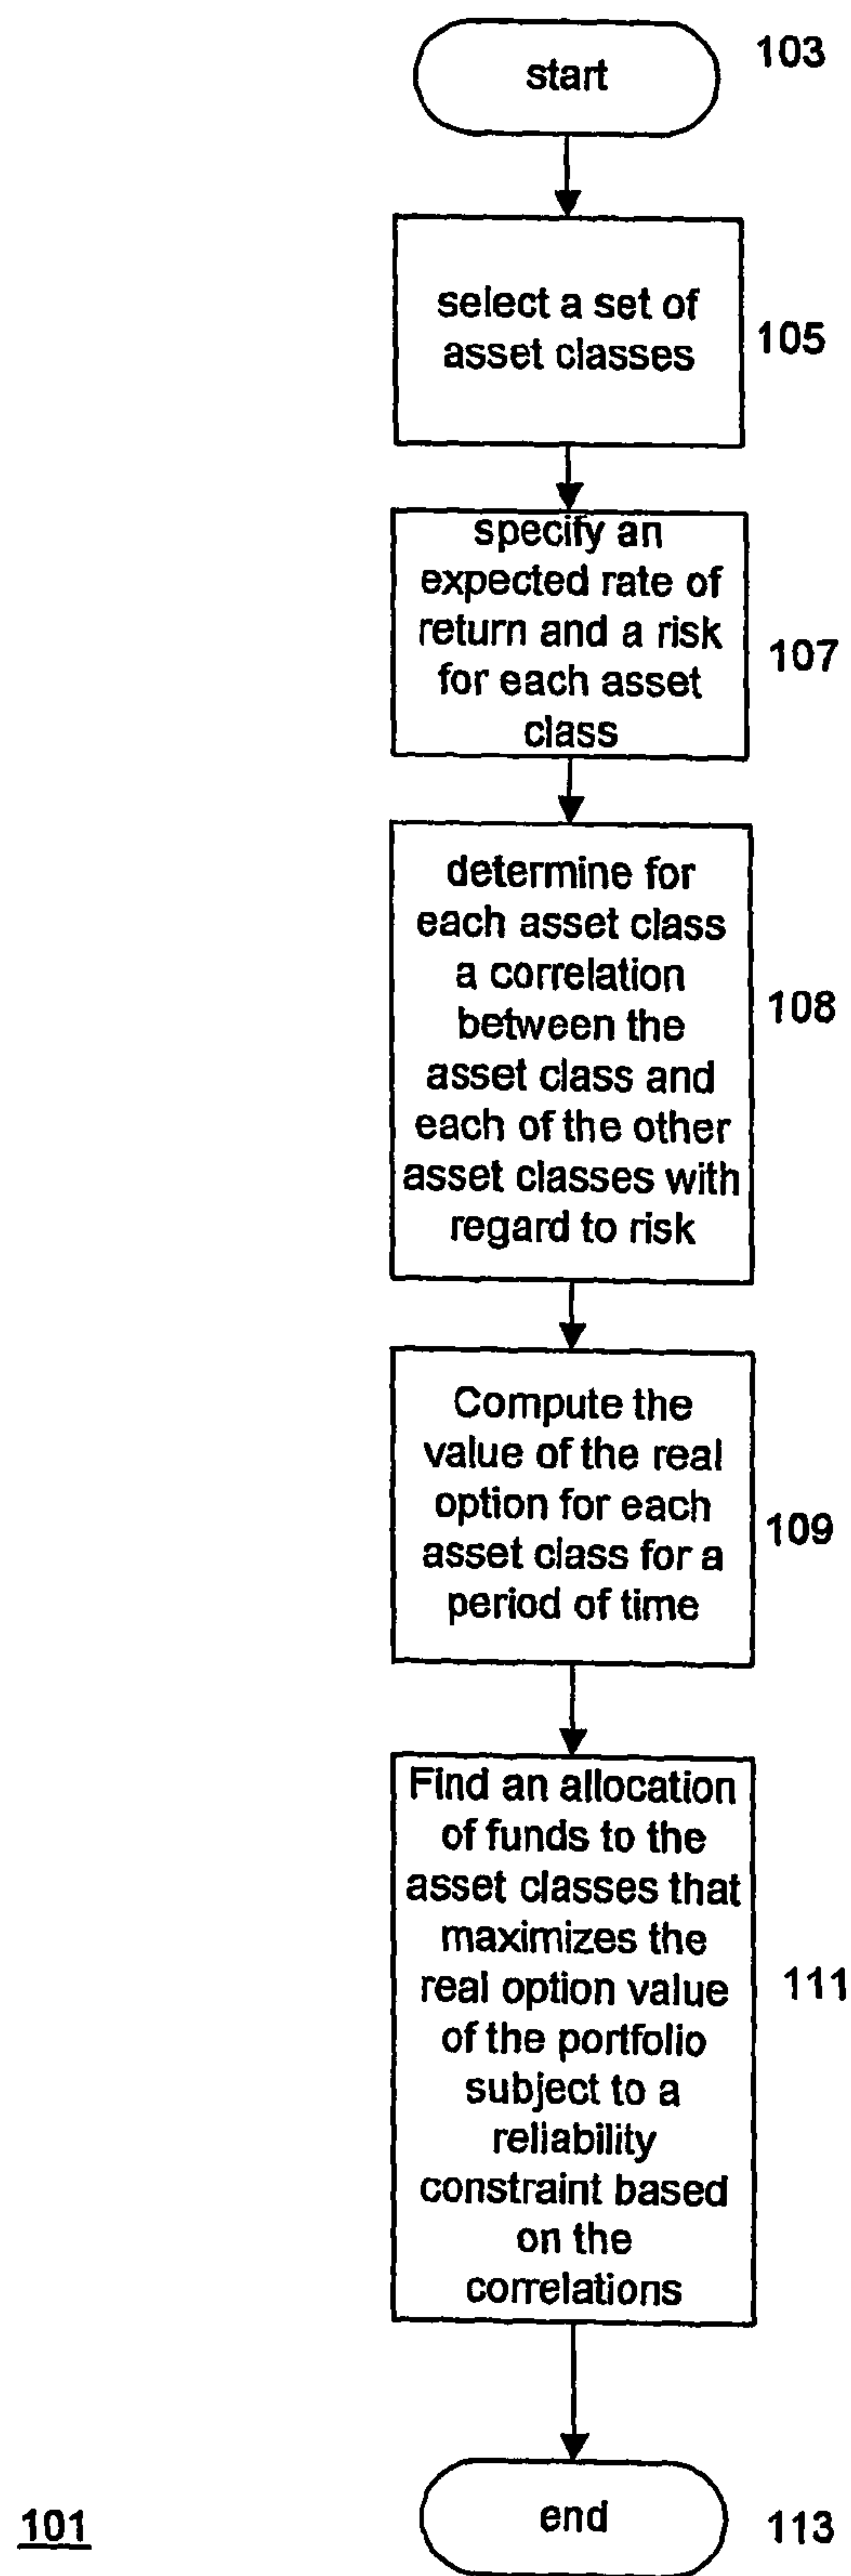 start
103
select a set of
asset classes
105
specify an
expected rate of
return and a risk
for each asset
class
107
determine for
each asset class
a correlation
between the
asset class and
each of the other
asset classes with
regard to risk
108
Compute the
value of the real
option for each
asset class for a
period of time
109
Find an allocation
of funds to the
asset classes that
maximizes the
real option value
of the portfolio
subject to a
reliability
constraint based
on the
correlations
111
end
113
101